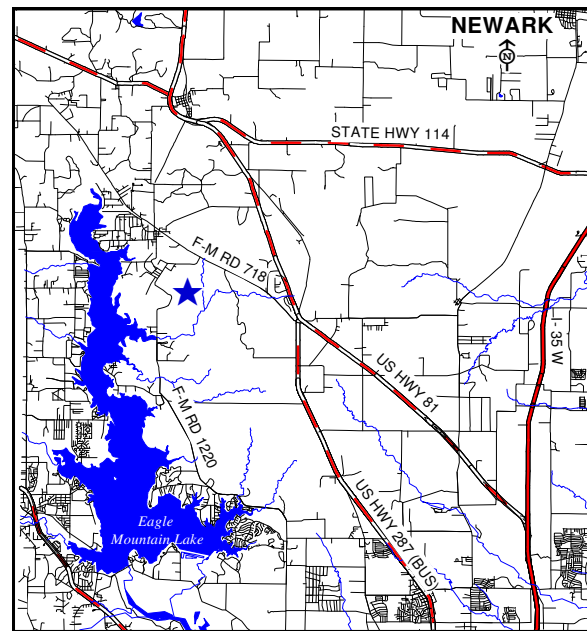 NEWARK
N
STATE HWY 114
F-M RD 718
I- 35 W
US HWY 81
F-M RD 1220
US HWY 287 (BUS)
Eagle
Mountain Lake